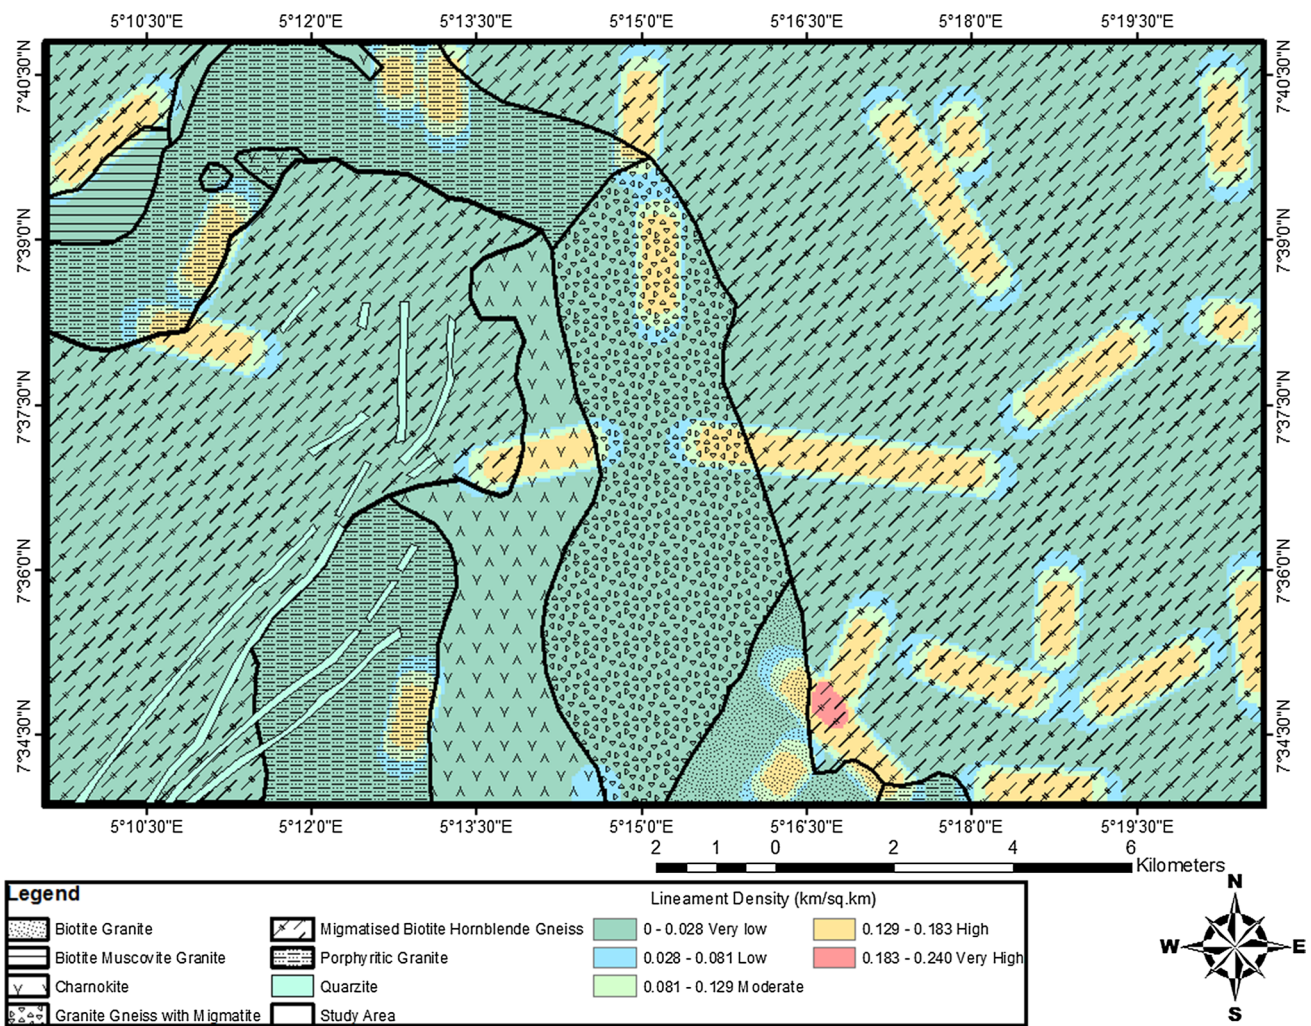 5°10'30"E 5°12'0"E 5°13'30"E 5°15'0"E 5°16'30"E 5°18'0"E 5°19'30"E
7°40'30"N 7°40'30"N
7°39'0"N 7°39'0"N
7°37'30"N 7°37'30"N
7°36'0"N 7°36'0"N
7°34'30"N 7°34'30"N
5°10'30"E 5°12'0"E 5°13'30"E 5°15'0"E 5°16'30"E 5°18'0"E 5°19'30"E
2 1 0 2 4 6
Kilometers
Legend
Lineament Density (km/sq.km)
Biotite Granite Migmatised Biotite Hornblende Gneiss 0 - 0.028 Very low 0.129 - 0.183 High
Biotite Muscovite Granite Porphyritic Granite 0.028 - 0.081 Low 0.183 - 0.240 Very High
Charnokite Quarzite 0.081 - 0.129 Moderate
Granite Gneiss with Migmatite Study Area
N
W E
S